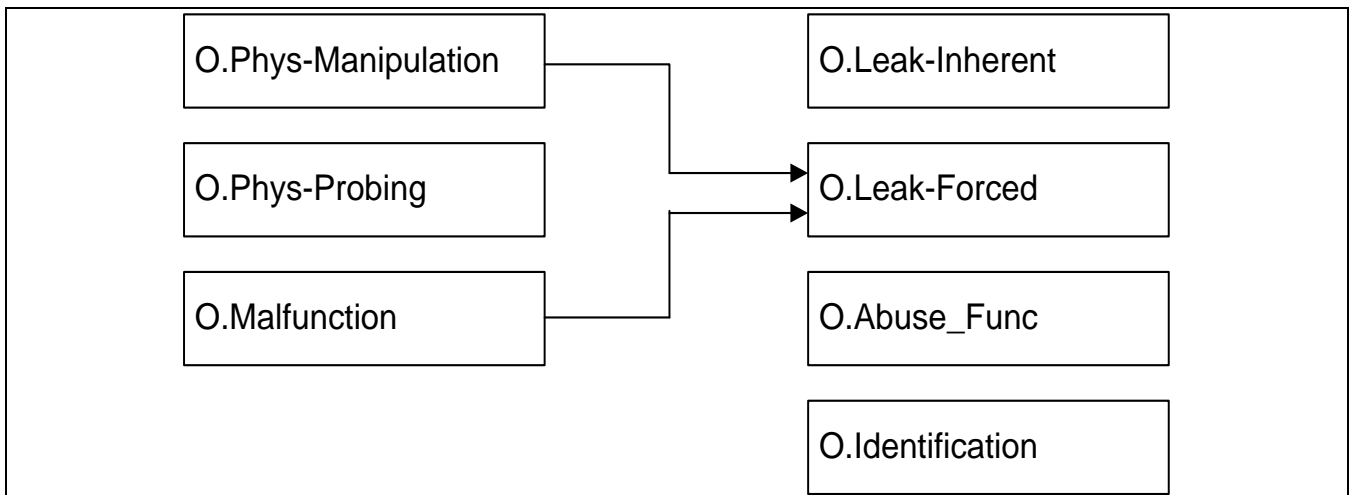 O.Phys-Manipulation
O.Leak-Inherent
O.Phys-Probing
O.Leak-Forced
O.Malfunction
O.Abuse_Func
O.Identification